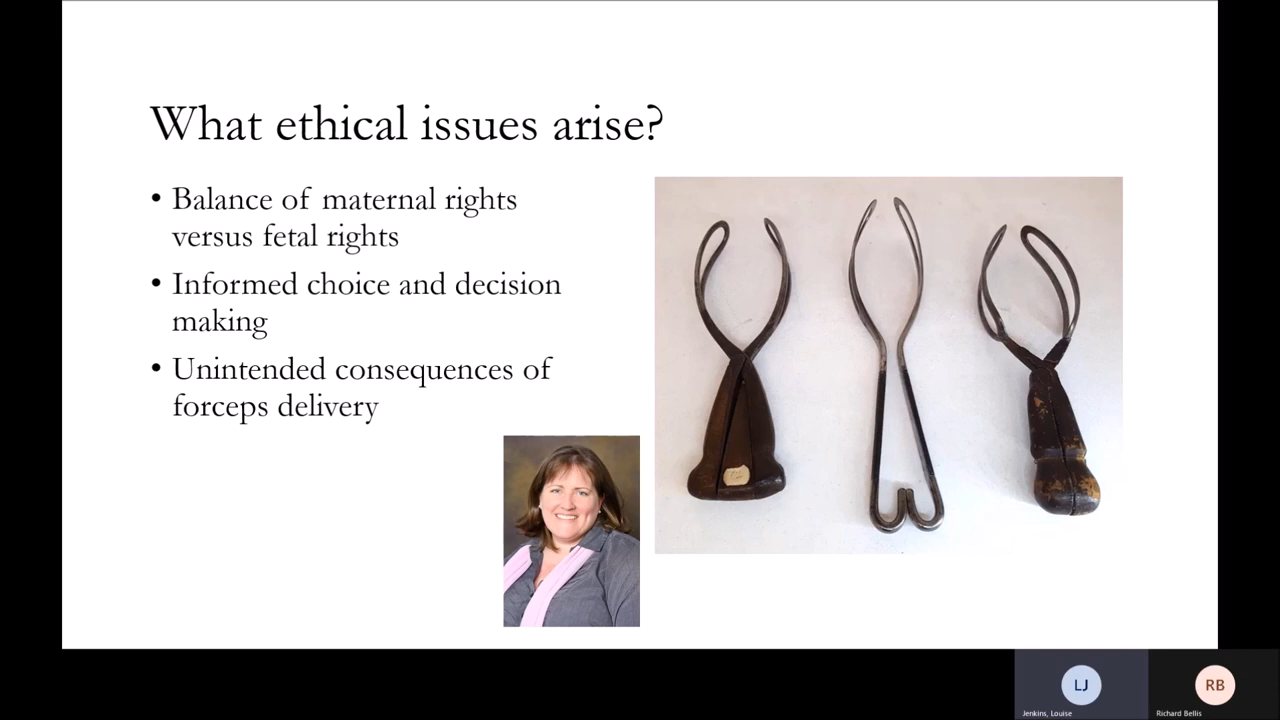 What ethical issues arise?
• Balance of maternal rights
versus fetal rights
• Informed choice and decision
making
• Unintended consequences of
forceps delivery
LJ
RB
Jenkins, Louise
Richard Bellis